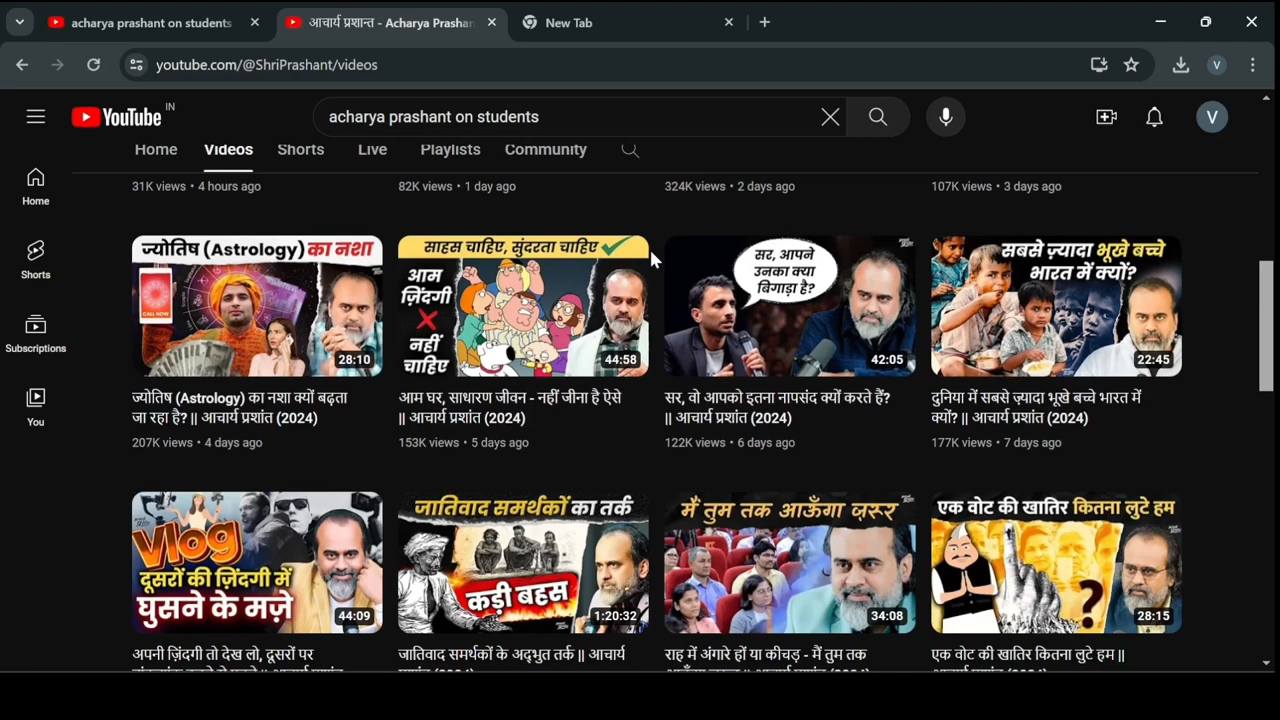 acharya prashant on students
आचार्य प्रशान्त - Acharya Prashan
New Tab
youtube.com/@ShriPrashant/videos
V
YouTube IN
acharya prashant on students
V
Home Videos Shorts Live Playlists Community
31K views • 4 hours ago
82K views • 1 day ago
324K views • 2 days ago
107K views • 3 days ago
Home
Shorts
Subscriptions
You
ज्योतिष (Astrology) का नशा
CALL NOW
28:10
साहस चाहिए, सुंदरता चाहिए
आम
ज़िंदगी
नहीं
चाहिए
44:58
सर, आपने
उनका क्या
बिगाड़ा है?
42:05
सबसे ज़्यादा भूखे बच्चे
भारत में क्यों?
22:45
ज्योतिष (Astrology) का नशा क्यों बढ़ता
जा रहा है? || आचार्य प्रशांत (2024)
207K views • 4 days ago
आम घर, साधारण जीवन - नहीं जीना है ऐसे
|| आचार्य प्रशांत (2024)
153K views • 5 days ago
सर, वो आपको इतना नापसंद क्यों करते हैं?
|| आचार्य प्रशांत (2024)
122K views • 6 days ago
दुनिया में सबसे ज़्यादा भूखे बच्चे भारत में
क्यों? || आचार्य प्रशांत (2024)
177K views • 7 days ago
Vlog
दूसरों की ज़िंदगी में
घुसने के मज़े
44:09
जातिवाद समर्थकों का तर्क
कड़ी बहस
1:20:32
मैं तुम तक आऊँगा ज़रूर
34:08
एक वोट की खातिर कितना लुटे हम
?
28:15
अपनी ज़िंदगी तो देख लो, दूसरों पर
जातिवाद समर्थकों के अद्भुत तर्क || आचार्य
राह में अंगारे हों या कीचड़ - मैं तुम तक
एक वोट की खातिर कितना लुटे हम ||